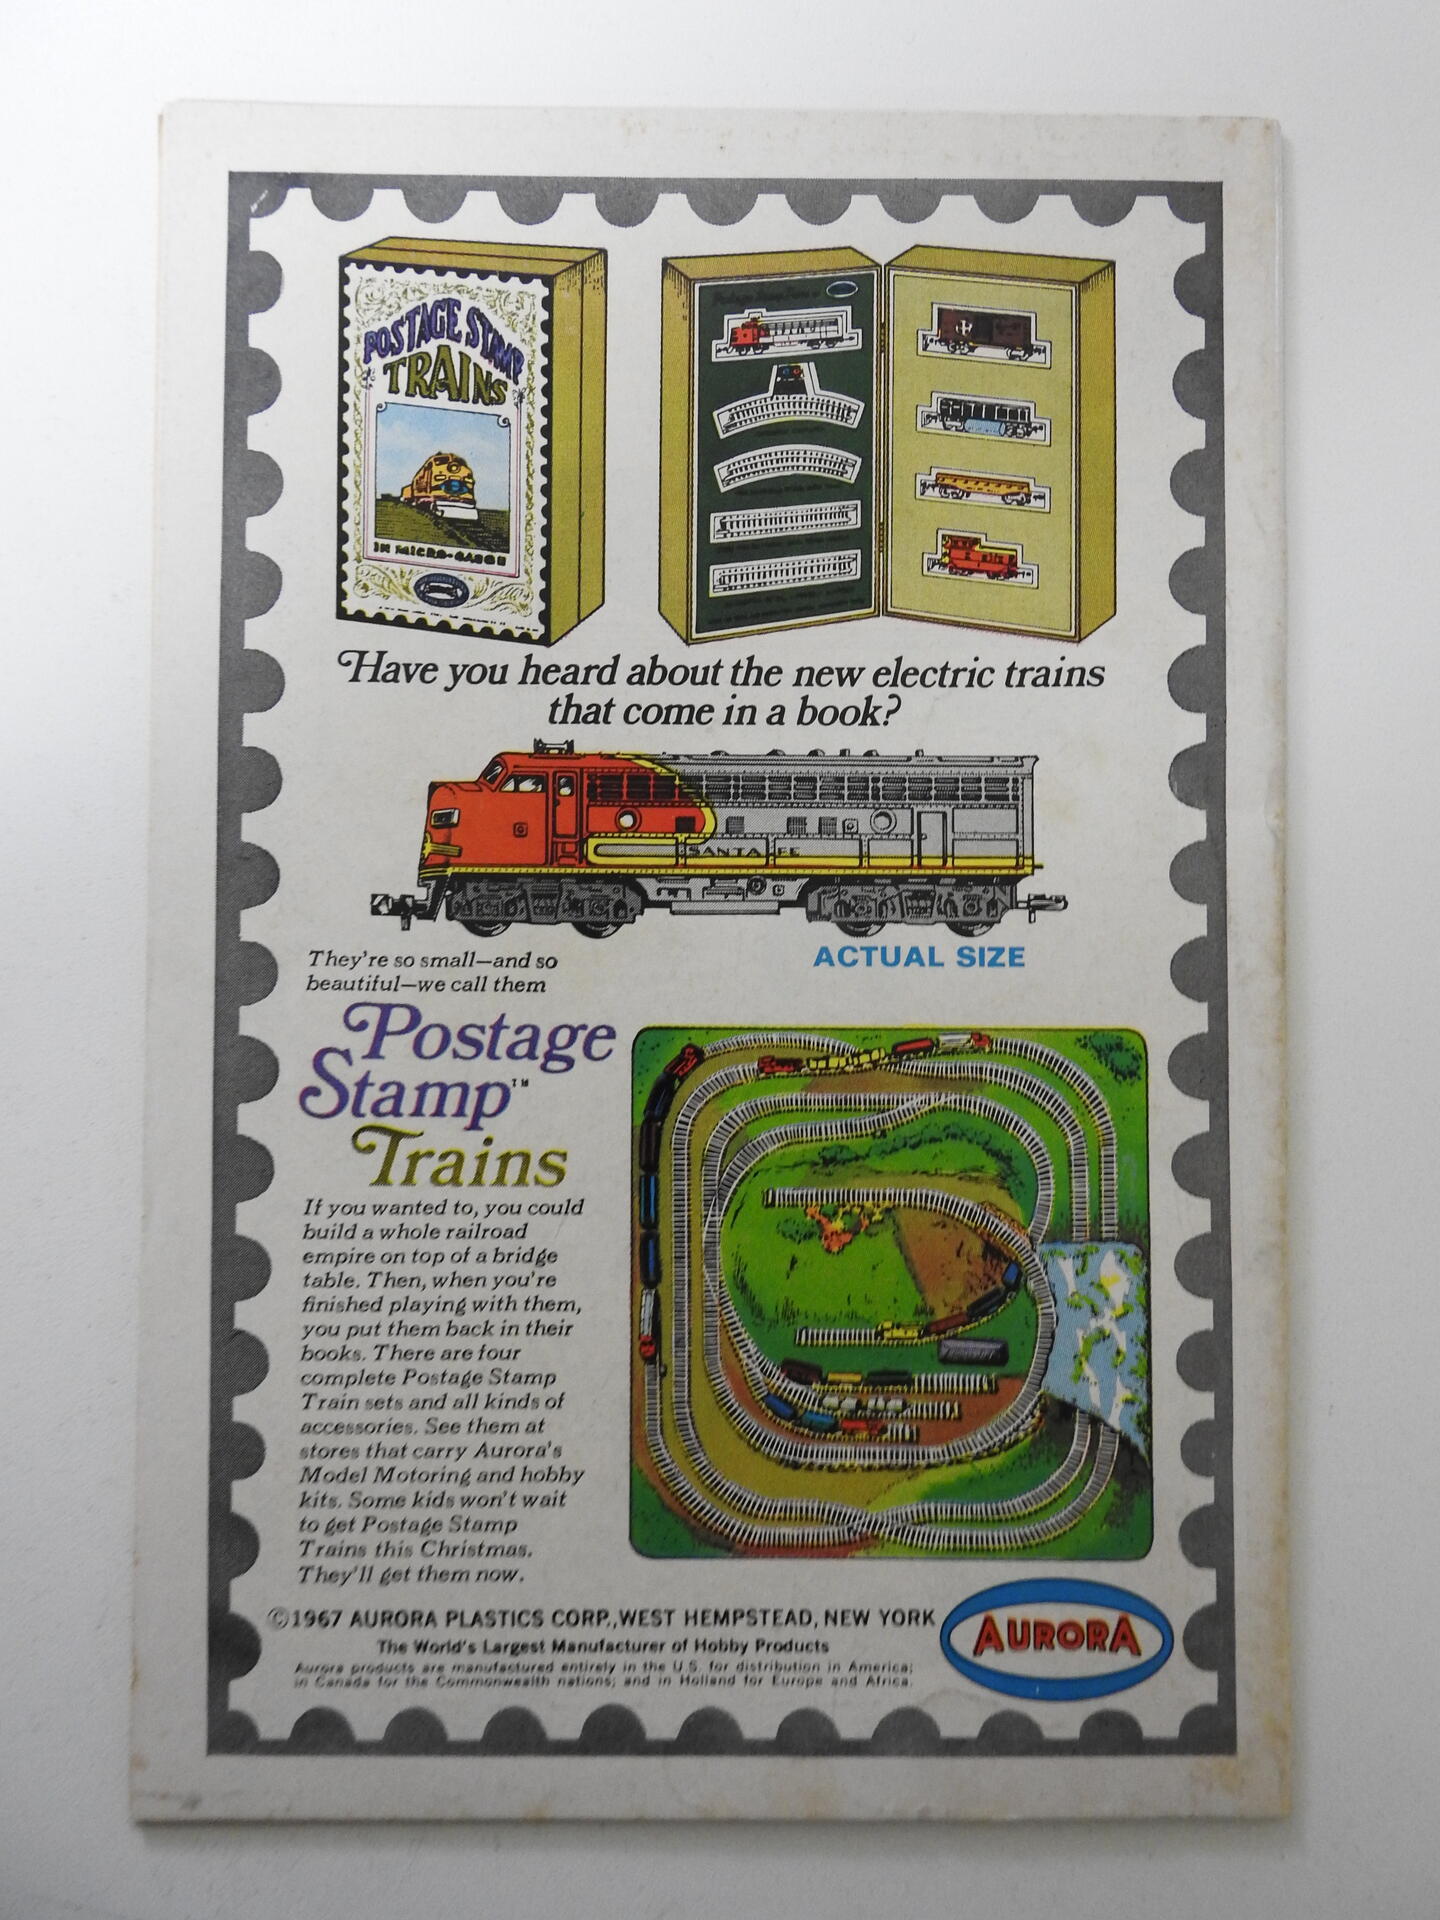 POSTAGE STAMP
TRAINS
IN MICRO-GAUGE
Have you heard about the new electric trains
that come in a book?
SANTA FE
ACTUAL SIZE
They're so small—and so
beautiful—we call them
Postage
Stamp™
Trains
If you wanted to, you could
build a whole railroad
empire on top of a bridge
table. Then, when you're
finished playing with them,
you put them back in their
books. There are four
complete Postage Stamp
Train sets and all kinds of
accessories. See them at
stores that carry Aurora's
Model Motoring and hobby
kits. Some kids won't wait
to get Postage Stamp
Trains this Christmas.
They'll get them now.
©1967 AURORA PLASTICS CORP., WEST HEMPSTEAD, NEW YORK
The World's Largest Manufacturer of Hobby Products
Aurora products are manufactured entirely in the U.S. for distribution in America;
in Canada for the Commonwealth nations; and in Holland for Europe and Africa.
AURORA